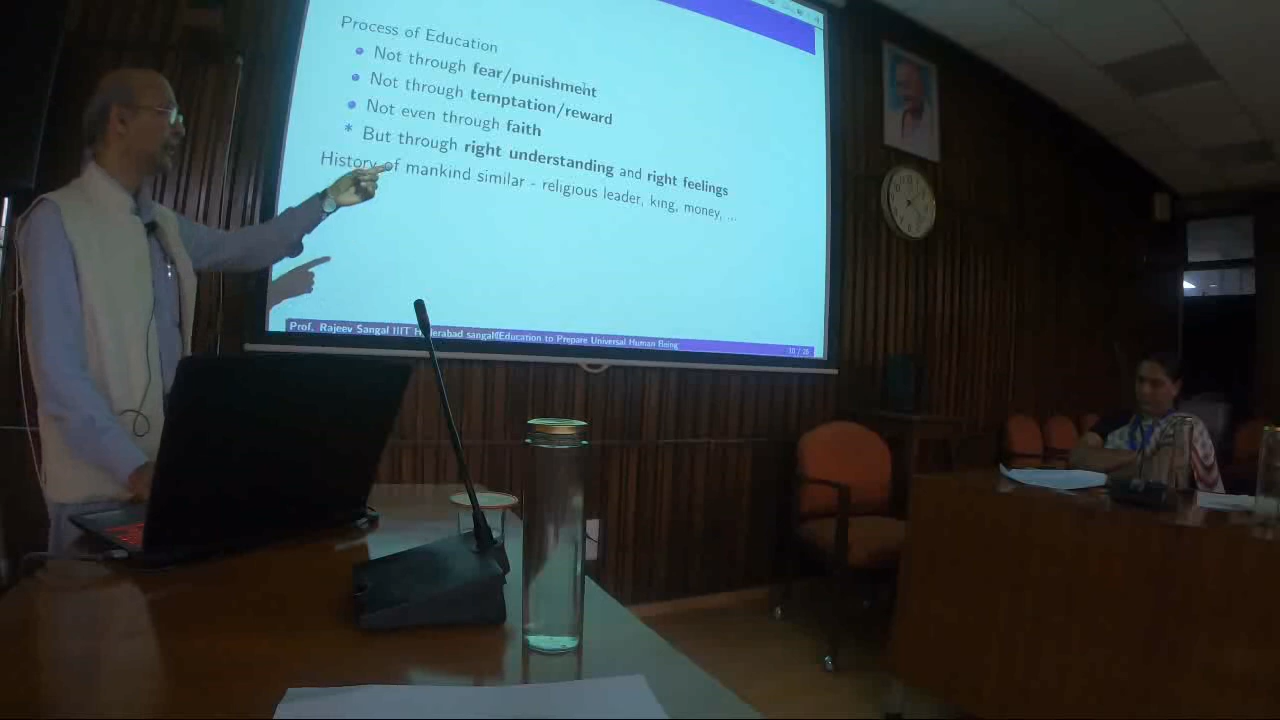 Process of Education
Not through fear/punishment
Not through temptation/reward
Not even through faith
* But through right understanding and right feelings
History of mankind similar - religious leader, king, money, ...
Prof. Rajeev Sangal IIIT Hyderabad Education to Prepare Universal Human Being